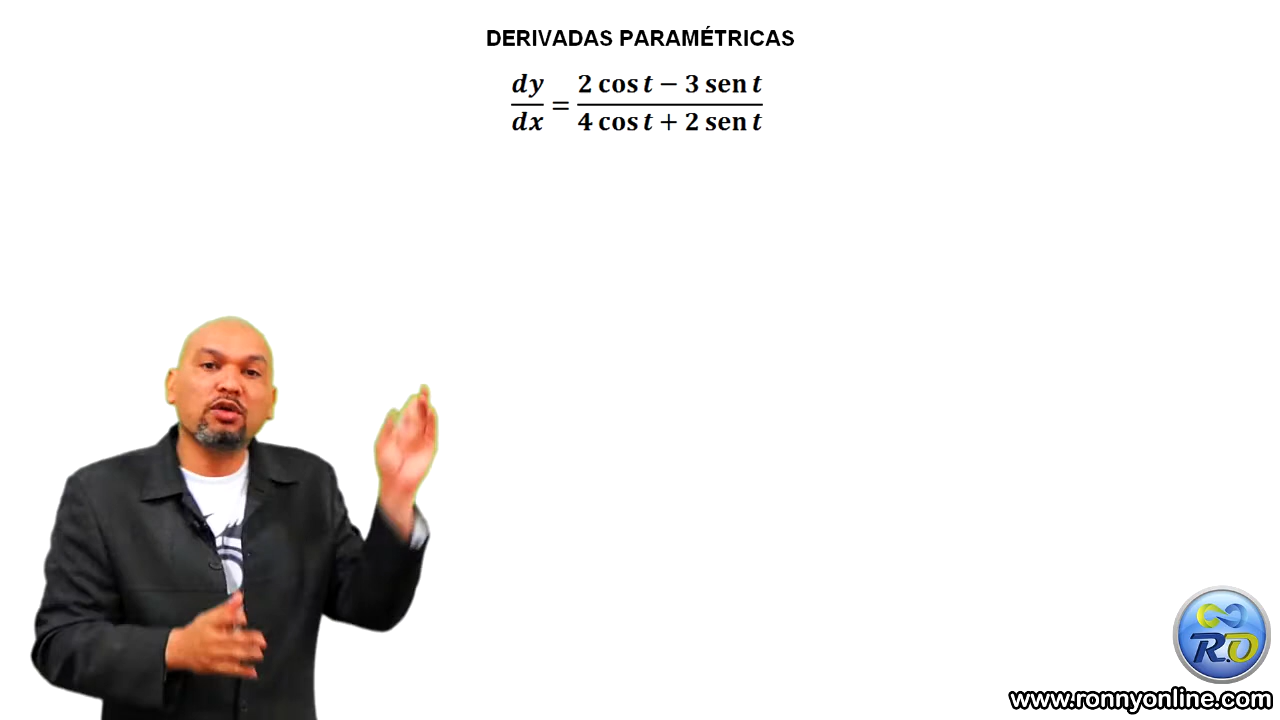 DERIVADAS PARAMÉTRICAS
dy/dx = (2 cos t − 3 sen t)/(4 cos t + 2 sen t)
R.O
www.ronnyonline.com